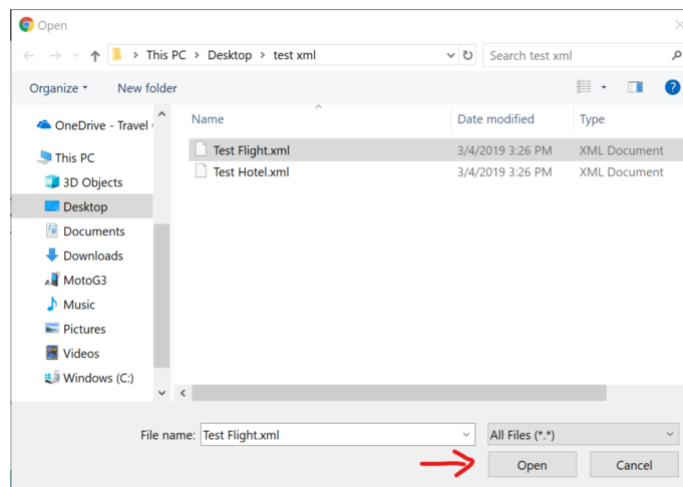 Open
This PC > Desktop > test xml
Search test xml
Organize
New folder
Name
Date modified
Type
OneDrive - Travel
This PC
3D Objects
Desktop
Documents
Downloads
MotoG3
Music
Pictures
Videos
Windows (C:)
Test Flight.xml 3/4/2019 3:26 PM XML Document
Test Hotel.xml 3/4/2019 3:26 PM XML Document
File name: Test Flight.xml
All Files (*.*)
Open
Cancel